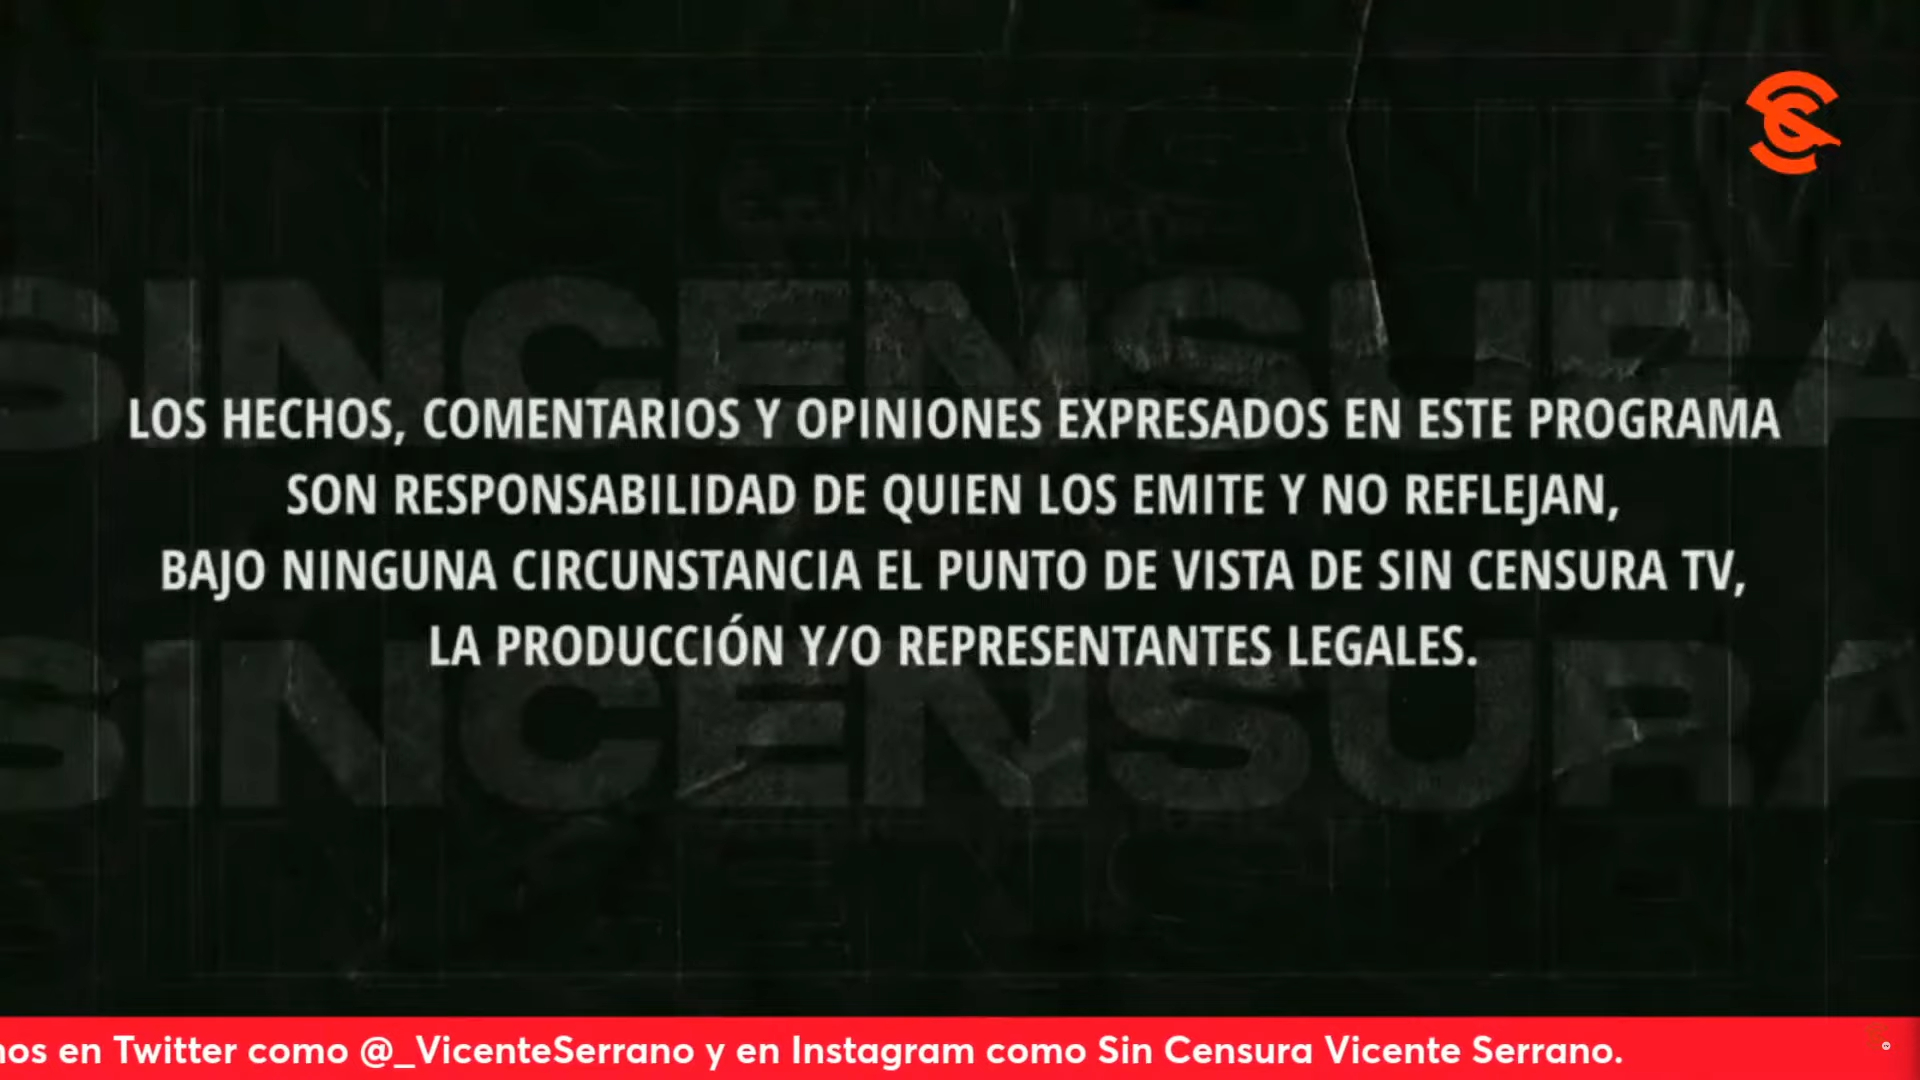 SINCENSURA
LOS HECHOS, COMENTARIOS Y OPINIONES EXPRESADOS EN ESTE PROGRAMA
SON RESPONSABILIDAD DE QUIEN LOS EMITE Y NO REFLEJAN,
BAJO NINGUNA CIRCUNSTANCIA EL PUNTO DE VISTA DE SIN CENSURA TV,
LA PRODUCCIÓN Y/O REPRESENTANTES LEGALES.
SINCENSURA
en Twitter como @_VicenteSerrano y en Instagram como Sin Censura Vicente Serrano.